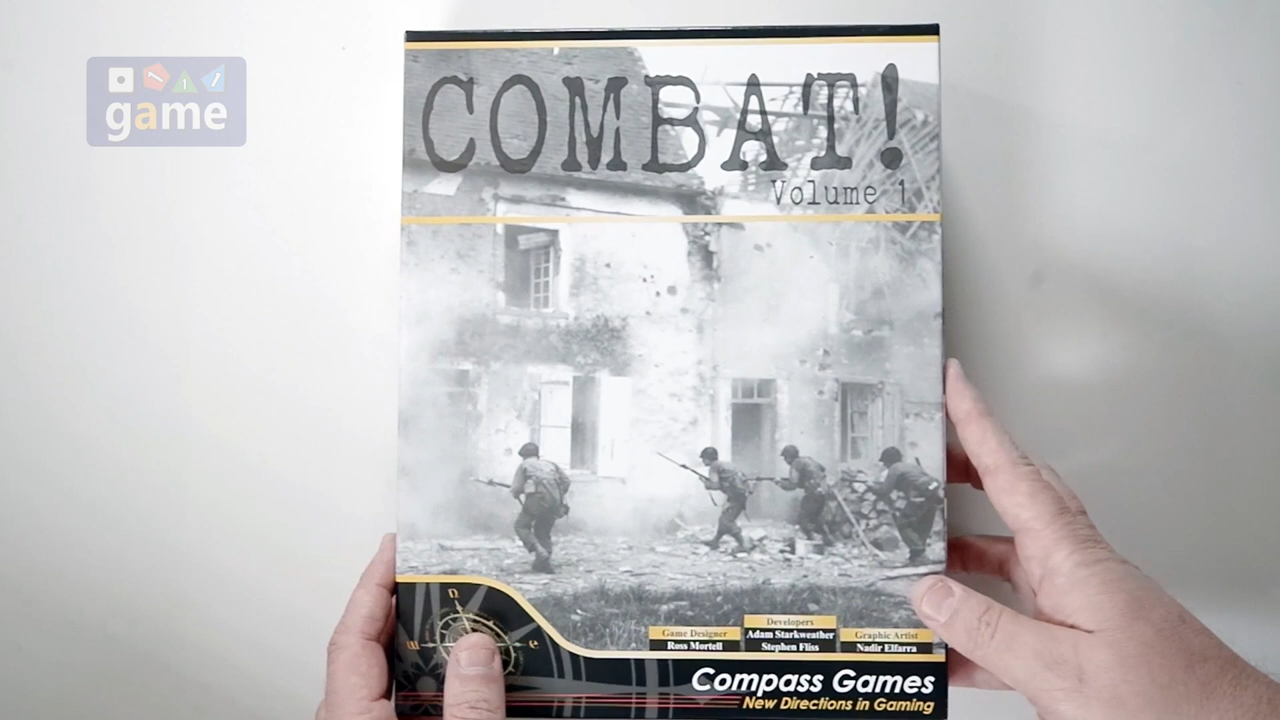 game
COMBAT!
Volume 1
Game Designer
Ross Mortell
Developers
Adam Starkweather
Stephen Fliss
Graphic Artist
Nadir Elfarra
n
w
e
Compass Games
New Directions in Gaming